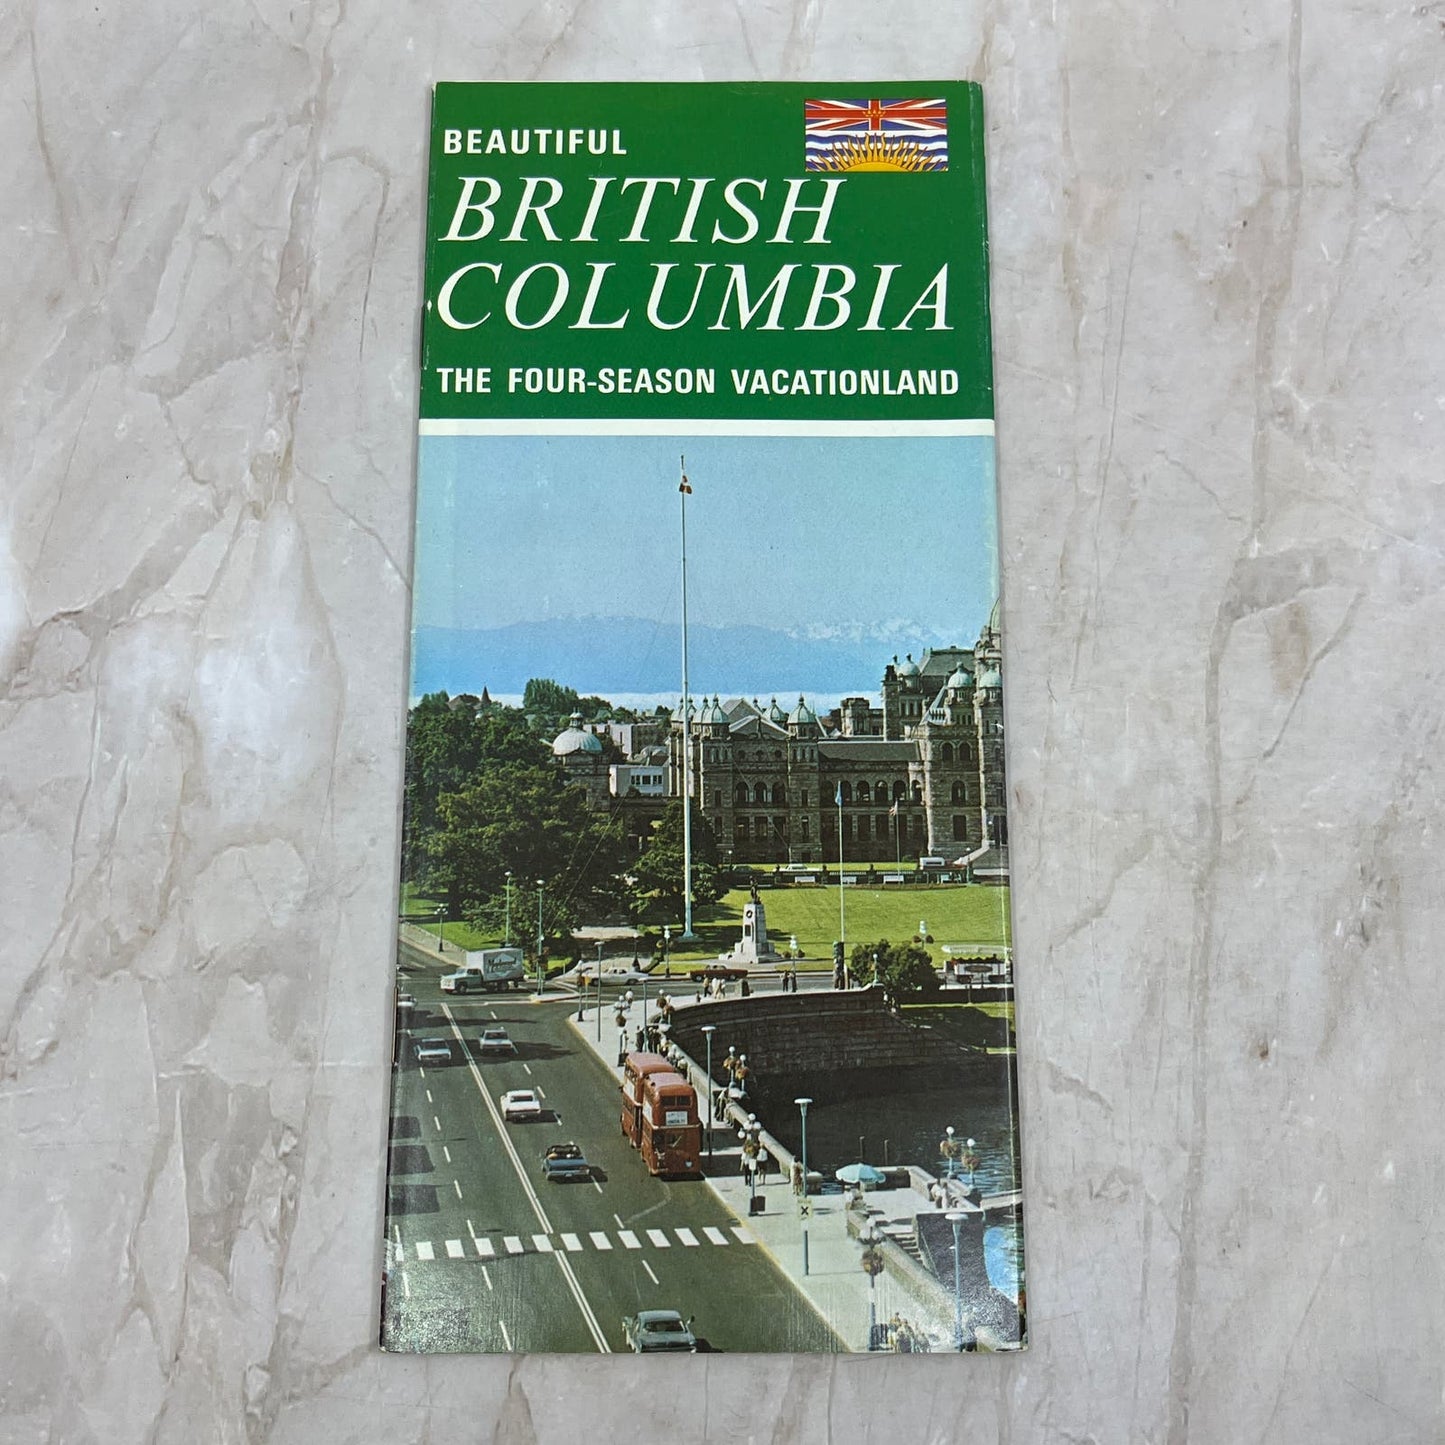 BEAUTIFUL
BRITISH
COLUMBIA
THE FOUR-SEASON VACATIONLAND